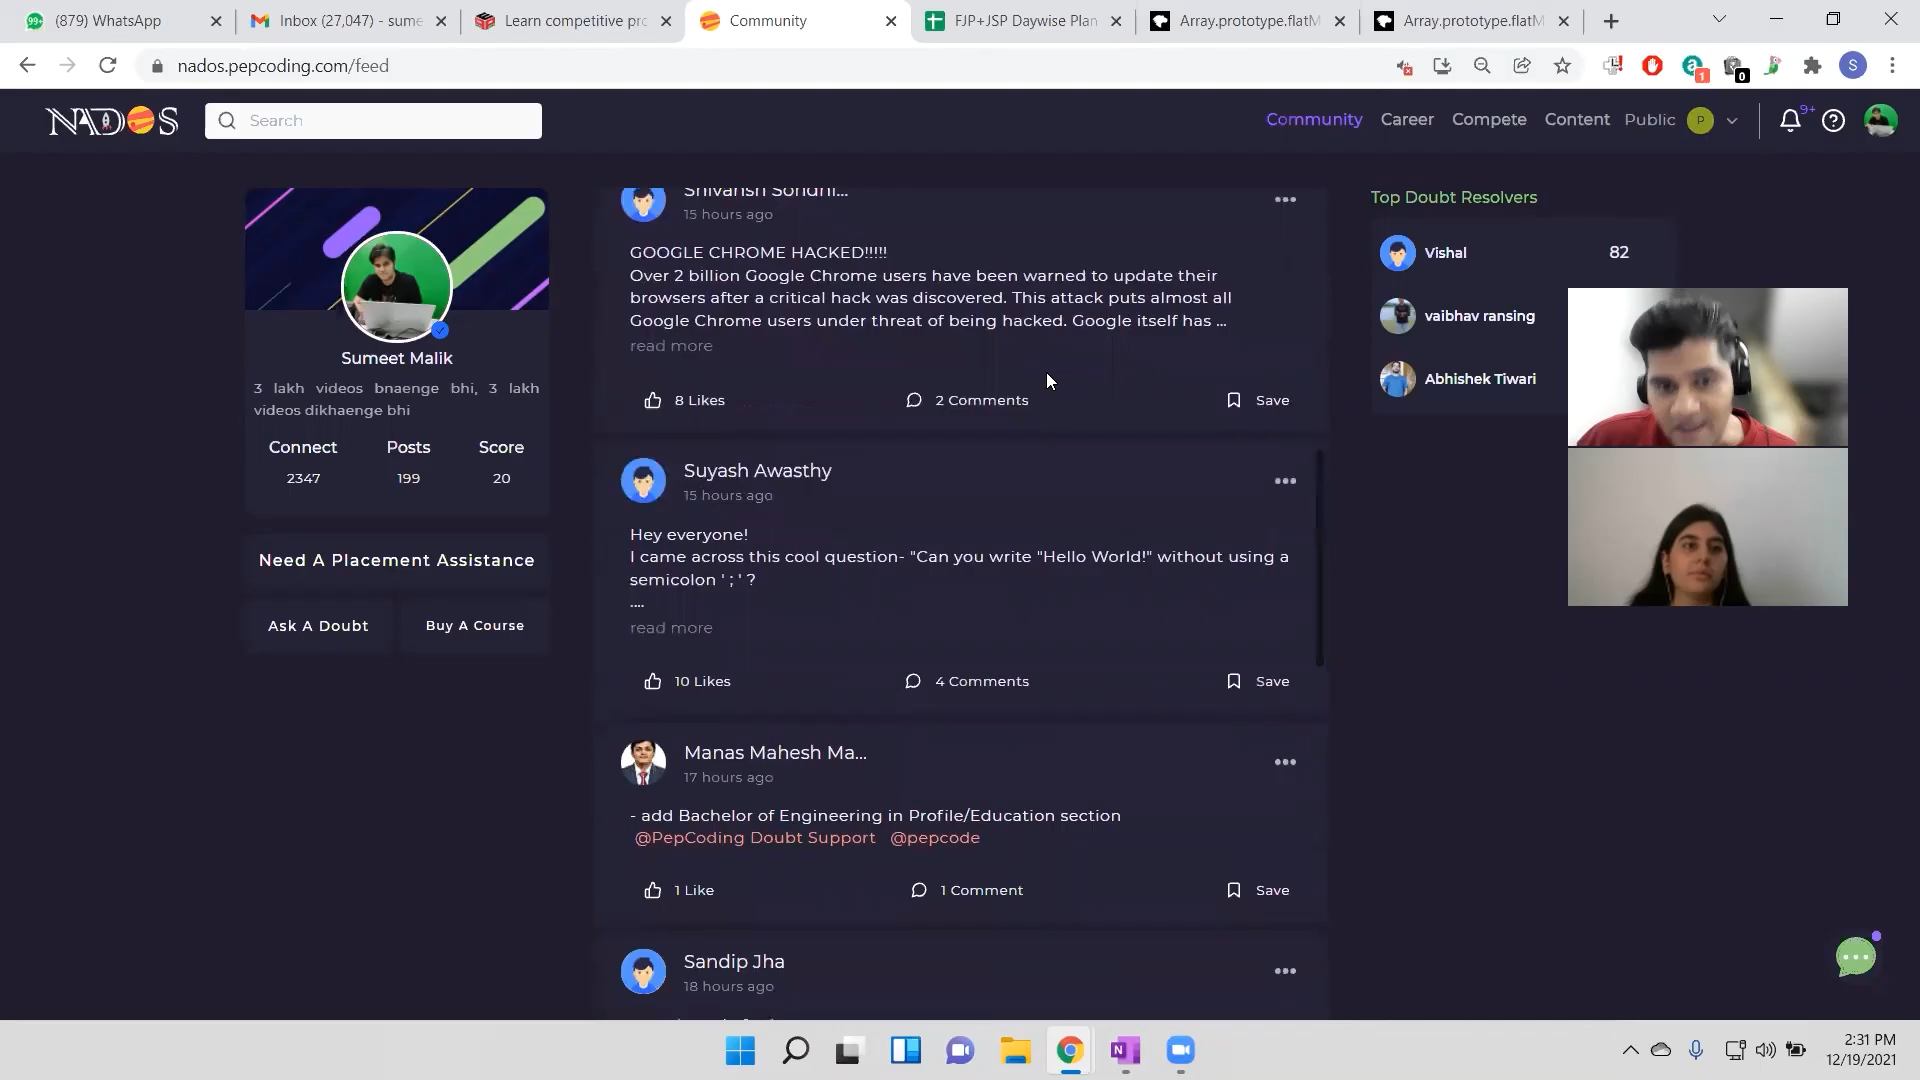 (879) WhatsApp
Inbox (27,047) - sume
Learn competitive pro
Community
FJP+JSP Daywise Plan
Array.prototype.flatM
Array.prototype.flatM
nados.pepcoding.com/feed
1
0
S
NADOS
Search
Community
Career
Compete
Content
Public
P
9+
Sumeet Malik
3 lakh videos bnaenge bhi, 3 lakh
videos dikhaenge bhi
Connect Posts Score
2347 199 20
Need A Placement Assistance
Ask A Doubt
Buy A Course
Shivansh Sondhi...
15 hours ago
GOOGLE CHROME HACKED!!!!!
Over 2 billion Google Chrome users have been warned to update their
browsers after a critical hack was discovered. This attack puts almost all
Google Chrome users under threat of being hacked. Google itself has ...
read more
8 Likes
2 Comments
Save
Suyash Awasthy
15 hours ago
Hey everyone!
I came across this cool question- "Can you write "Hello World!" without using a
semicolon ' ; ' ?
....
read more
10 Likes
4 Comments
Save
Manas Mahesh Ma...
17 hours ago
- add Bachelor of Engineering in Profile/Education section
@PepCoding Doubt Support @pepcode
1 Like
1 Comment
Save
Sandip Jha
18 hours ago
Top Doubt Resolvers
Vishal 82
vaibhav ransing
Abhishek Tiwari
2:31 PM
12/19/2021